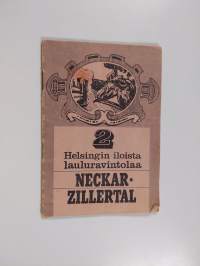 2
Helsingin iloista
lauluravintolaa
NECKAR-
ZILLERTAL